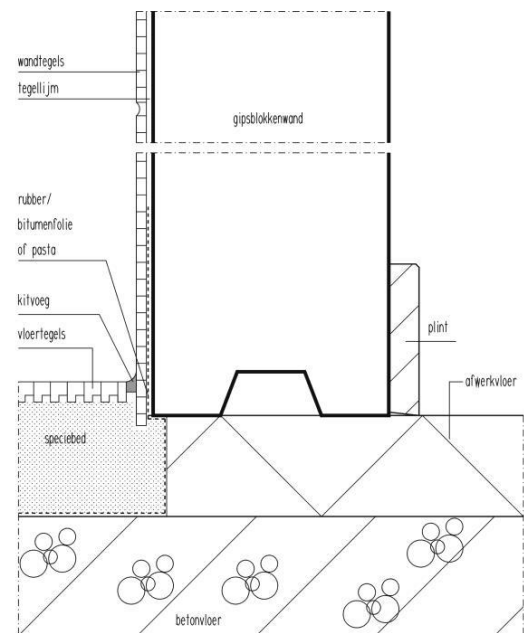 wandtegels
tegellijm
gipsblokkenwand
rubber/
bitumenfolie
of pasta
kitvoeg
vloertegels
plint
afwerkvloer
speciebed
betonvloer